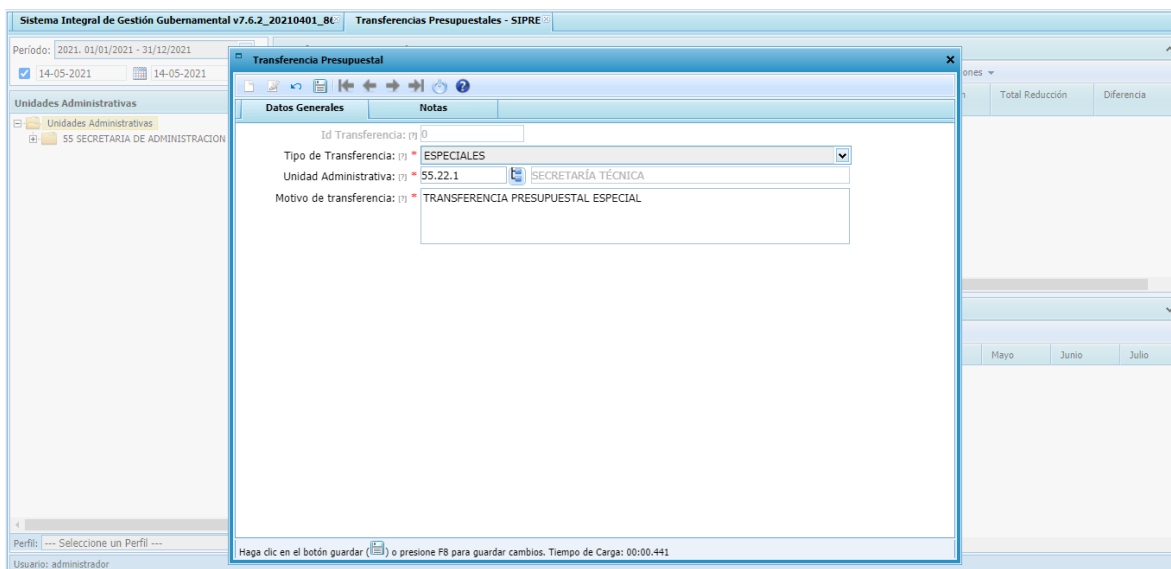 Sistema Integral de Gestión Gubernamental v7.6.2_20210401_8
Transferencias Presupuestales - SIPRE
Período: 2021. 01/01/2021 - 31/12/2021
14-05-2021 14-05-2021
Unidades Administrativas
Unidades Administrativas
55 SECRETARIA DE ADMINISTRACION
Perfil: --- Seleccione un Perfil ---
Usuario: administrador
Transferencia Presupuestal
Datos Generales Notas
Id Transferencia: [?] 0
Tipo de Transferencia: [?] * ESPECIALES
Unidad Administrativa: [?] * 55.22.1 SECRETARÍA TÉCNICA
Motivo de transferencia: [?] * TRANSFERENCIA PRESUPUESTAL ESPECIAL
Haga clic en el botón guardar ( ) o presione F8 para guardar cambios. Tiempo de Carga: 00:00.441
ones
Total Reducción Diferencia
Mayo Junio Julio